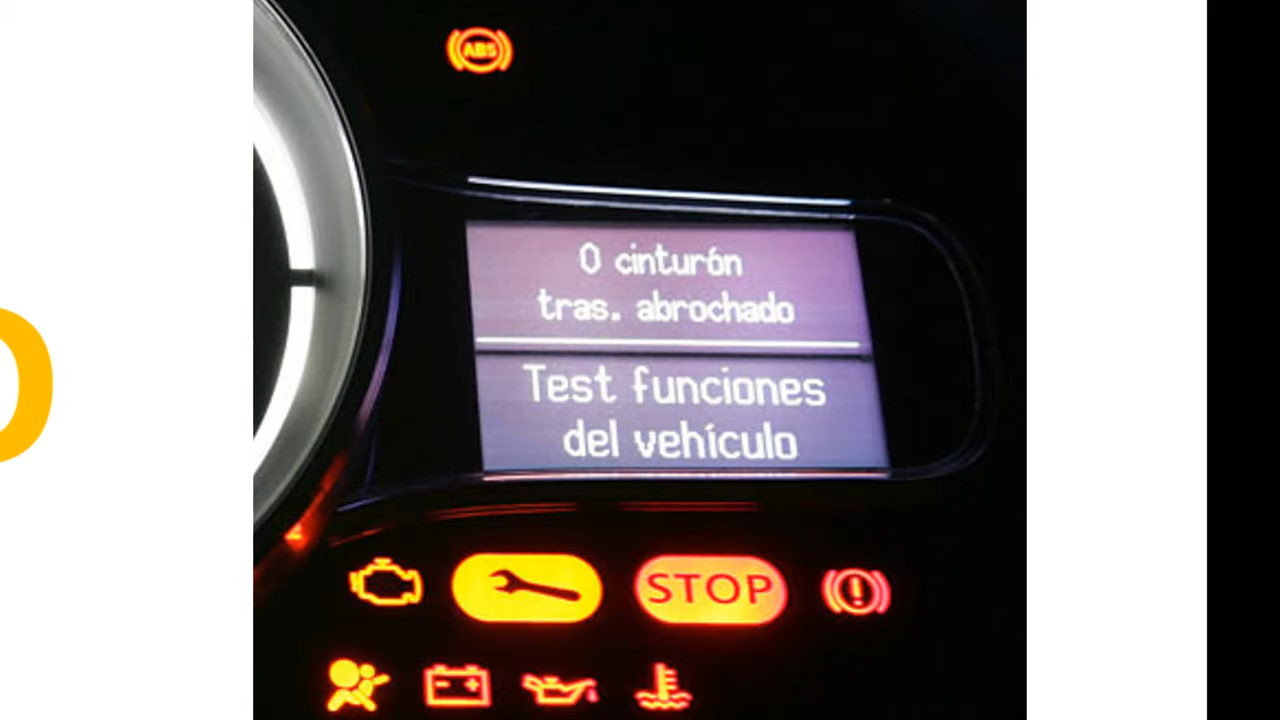 ABS
0 cinturón
tras. abrochado
Test funciones
del vehículo
STOP